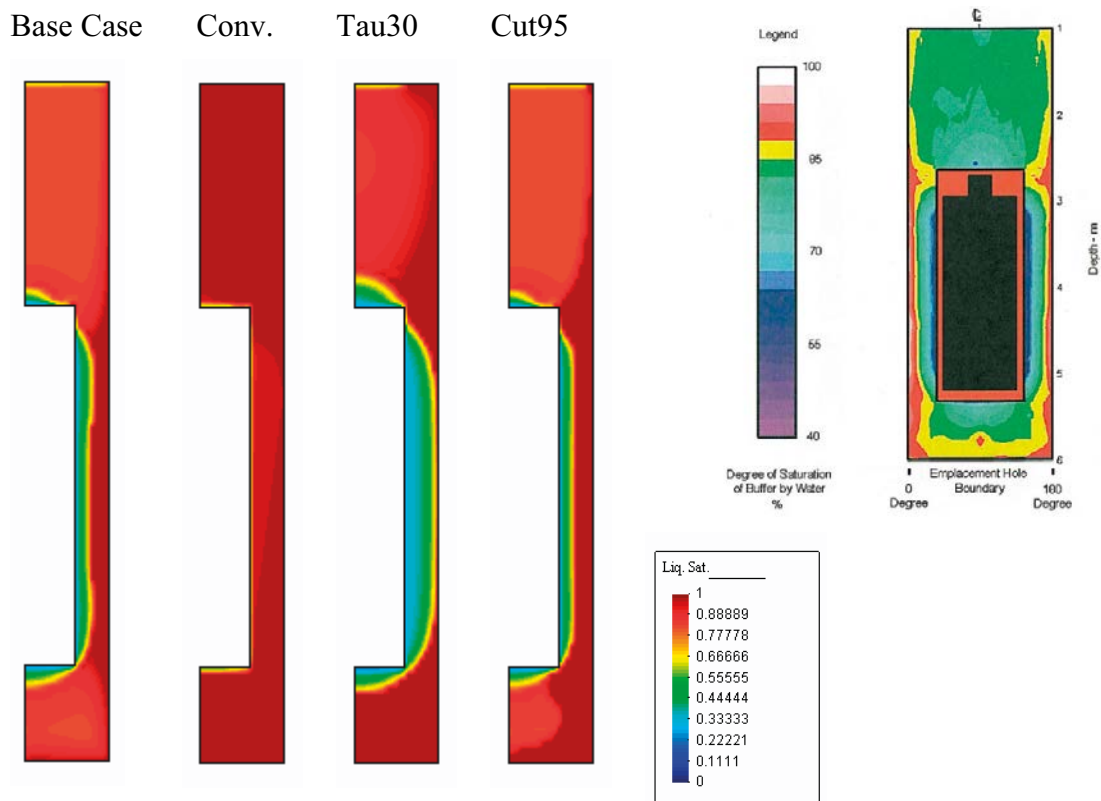 Base Case Conv. Tau30 Cut95
Legend
100
85
70
55
40
Degree of Saturation
of Buffer by Water
%
℄
1
2
3
4
5
6
Depth - m
Emplacement Hole
Boundary
0
Degree
180
Degree
Liq. Sat.
1
0.88889
0.77778
0.66666
0.55555
0.44444
0.33333
0.22221
0.1111
0